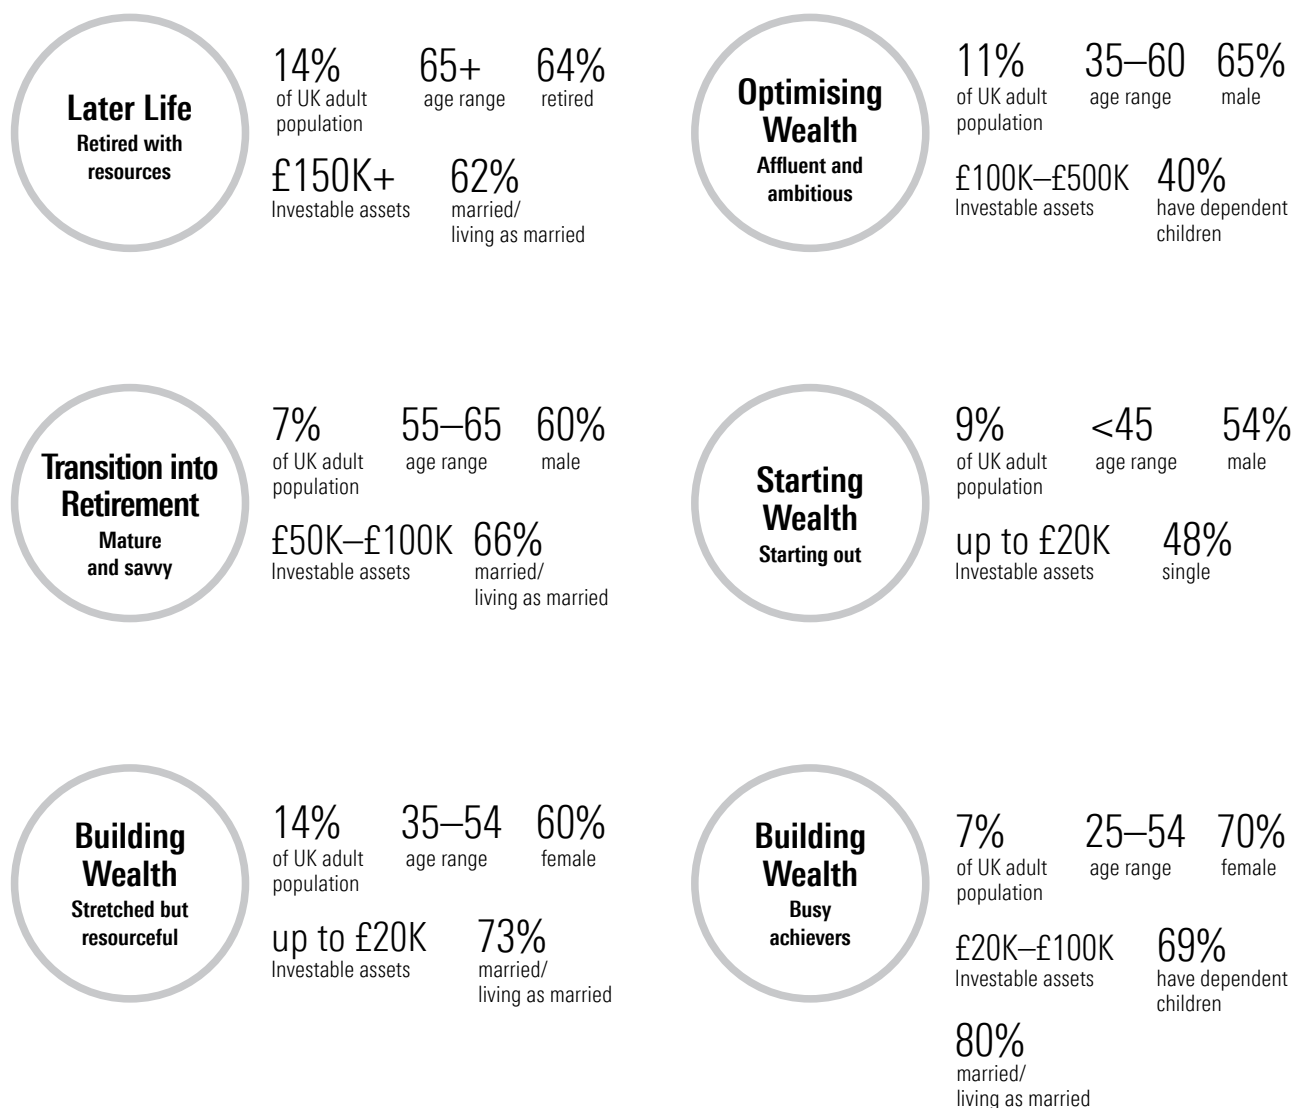 Later Life
Retired with
resources
14%
of UK adult
population
65+
age range
64%
retired
£150K+
Investable assets
62%
married/
living as married
Optimising
Wealth
Affluent and
ambitious
11%
of UK adult
population
35–60
age range
65%
male
£100K–£500K
Investable assets
40%
have dependent
children
Transition into
Retirement
Mature
and savvy
7%
of UK adult
population
55–65
age range
60%
male
£50K–£100K
Investable assets
66%
married/
living as married
Starting
Wealth
Starting out
9%
of UK adult
population
<45
age range
54%
male
up to £20K
Investable assets
48%
single
Building
Wealth
Stretched but
resourceful
14%
of UK adult
population
35–54
age range
60%
female
up to £20K
Investable assets
73%
married/
living as married
Building
Wealth
Busy
achievers
7%
of UK adult
population
25–54
age range
70%
female
£20K–£100K
Investable assets
69%
have dependent
children
80%
married/
living as married